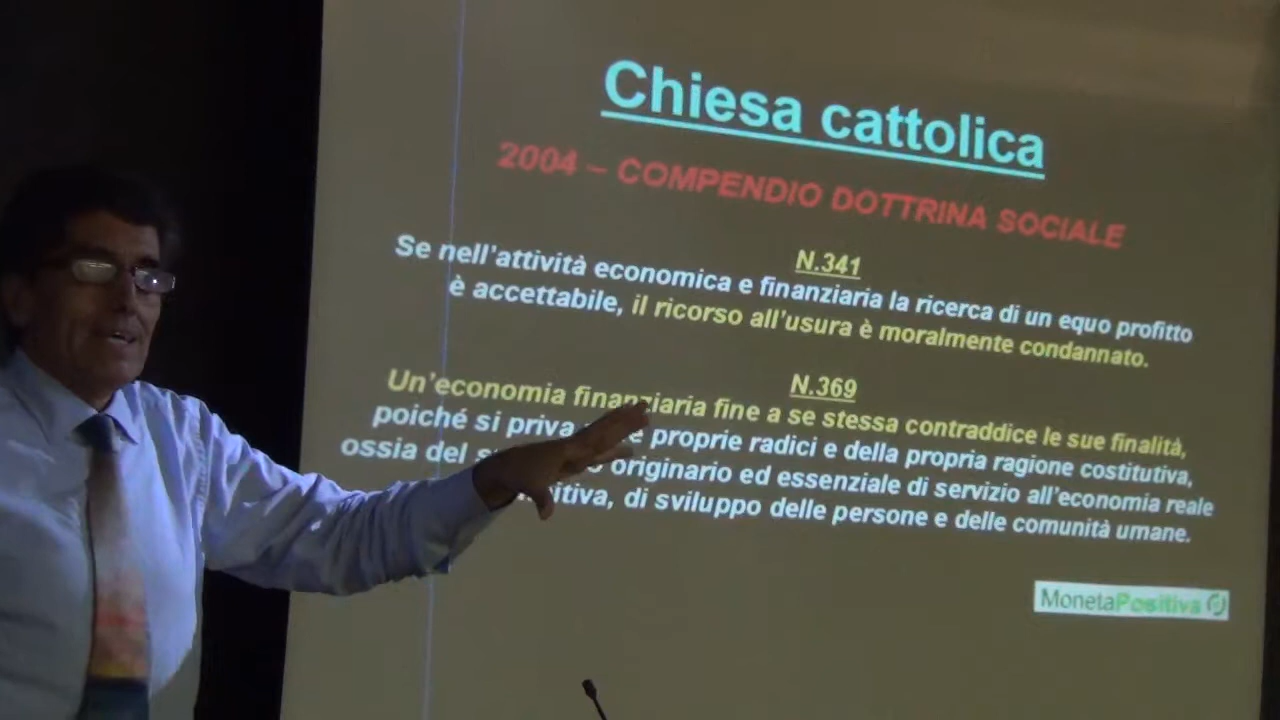 Chiesa cattolica
2004 – COMPENDIO DOTTRINA SOCIALE
N.341
Se nell'attività economica e finanziaria la ricerca di un equo profitto
è accettabile, il ricorso all'usura è moralmente condannato.
N.369
Un'economia finanziaria fine a se stessa contraddice le sue finalità,
poiché si priva proprie radici e della propria ragione costitutiva,
ossia del originario ed essenziale di servizio all'economia reale
di sviluppo delle persone e delle comunità umane.
MonetaPositiva